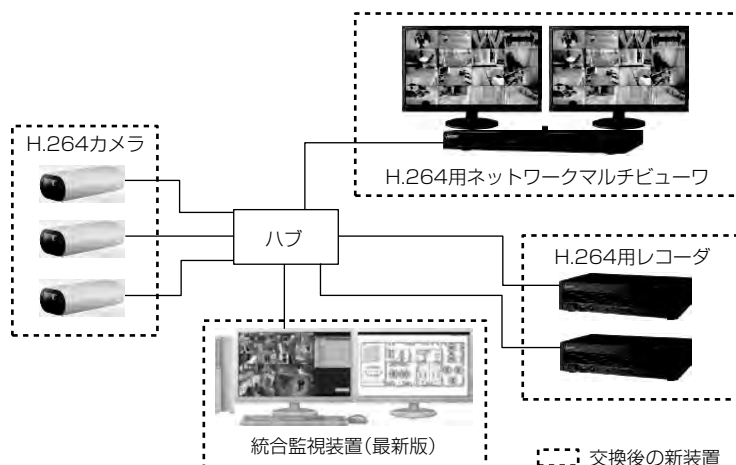 H.264カメラ
H.264用ネットワークマルチビューワ
ハブ
H.264用レコーダ
統合監視装置(最新版)
交換後の新装置